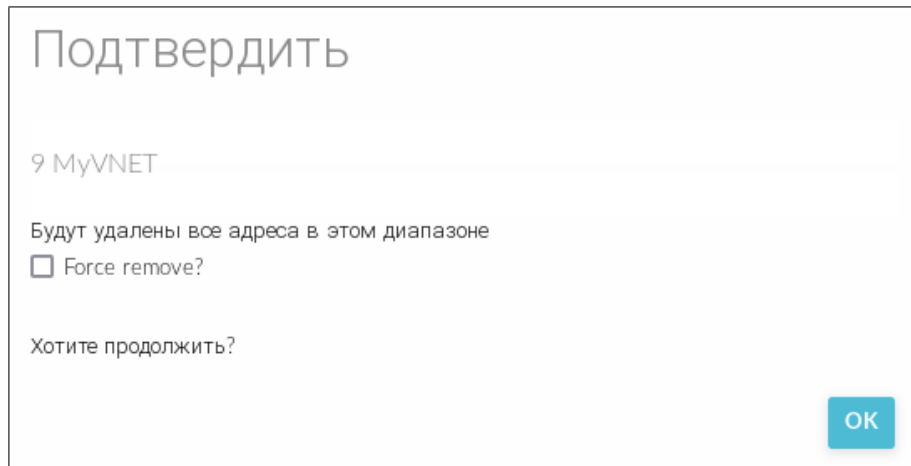 Подтвердить
9 MyVNET
Будут удалены все адреса в этом диапазоне
Force remove?
Хотите продолжить?
OK